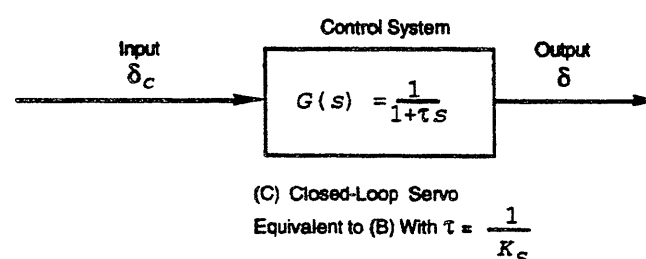 Control System
Input
δc
G(s) = 1/1+τs
Output
δ
(C) Closed-Loop Servo
Equivalent to (B) With τ = 1/KS